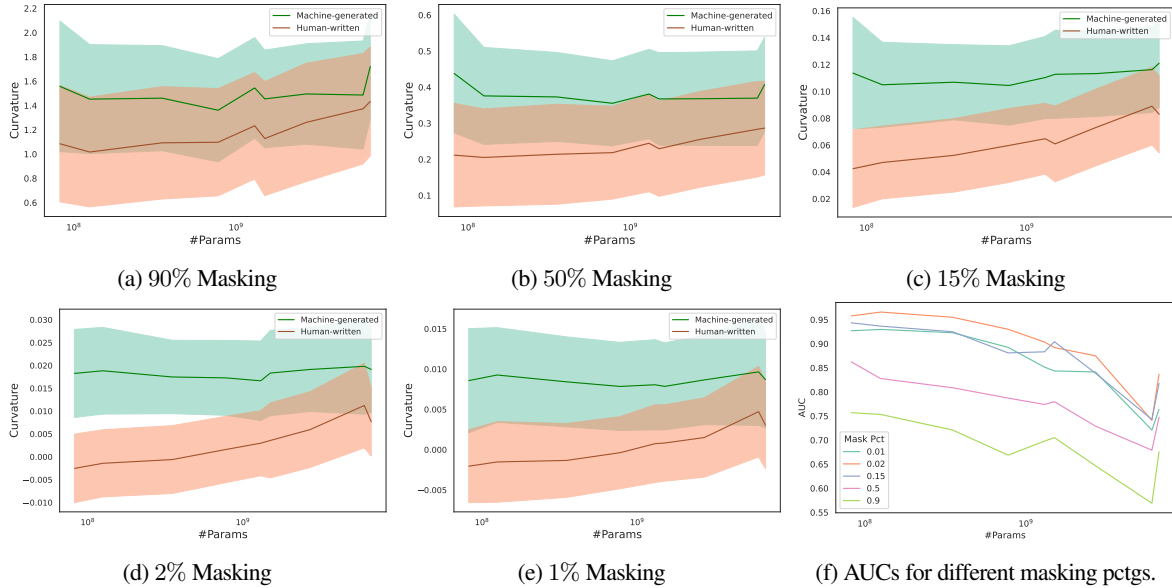 2.2
2.0
1.8
1.6
1.4
1.2
1.0
0.8
0.6
Curvature
Machine-generated
Human-written
10^8
10^9
#Params
(a) 90% Masking
0.6
0.5
0.4
0.3
0.2
0.1
Curvature
Machine-generated
Human-written
10^8
10^9
#Params
(b) 50% Masking
0.16
0.14
0.12
0.10
0.08
0.06
0.04
0.02
Curvature
Machine-generated
Human-written
10^8
10^9
#Params
(c) 15% Masking
0.030
0.025
0.020
0.015
0.010
0.005
0.000
−0.005
−0.010
Curvature
Machine-generated
Human-written
10^8
10^9
#Params
(d) 2% Masking
0.015
0.010
0.005
0.000
−0.005
Curvature
Machine-generated
Human-written
10^8
10^9
#Params
(e) 1% Masking
0.95
0.90
0.85
0.80
0.75
0.70
0.65
0.60
0.55
AUC
Mask Pct
0.01
0.02
0.15
0.5
0.9
10^8
10^9
#Params
(f) AUCs for different masking pctgs.